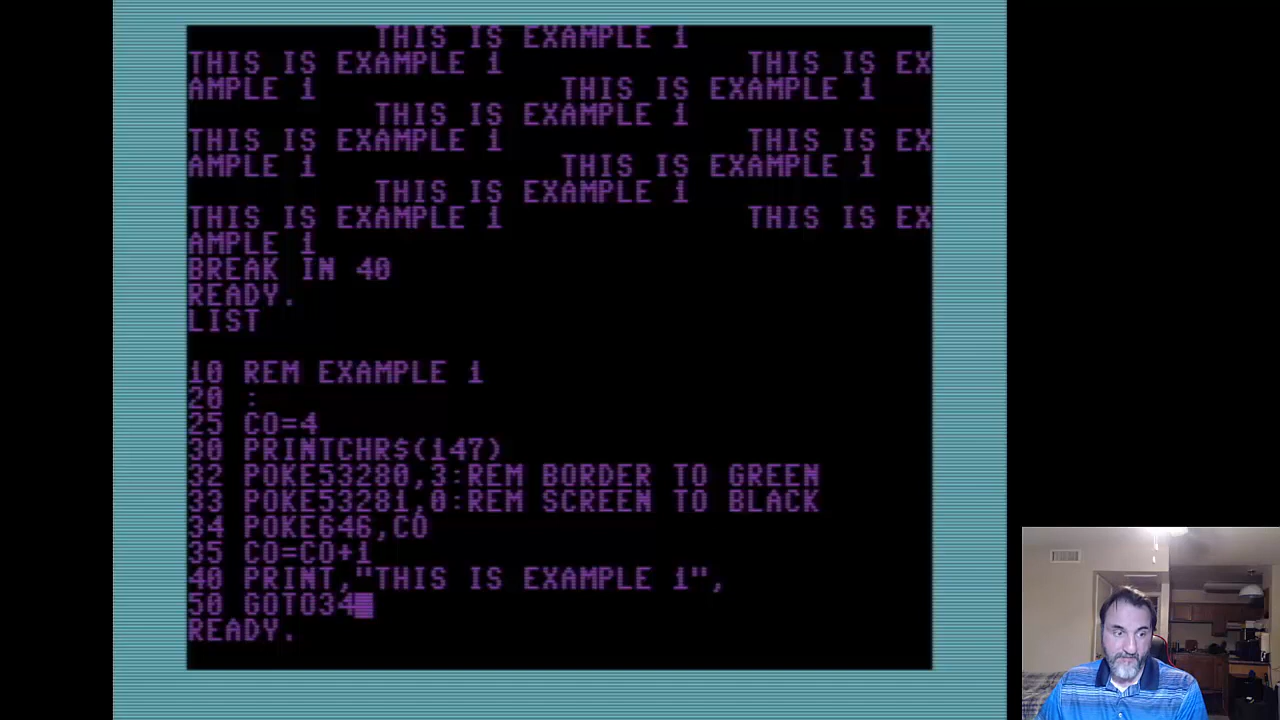 THIS IS EXAMPLE 1
THIS IS EXAMPLE 1 THIS IS EX
AMPLE 1 THIS IS EXAMPLE 1
THIS IS EXAMPLE 1
THIS IS EXAMPLE 1 THIS IS EX
AMPLE 1 THIS IS EXAMPLE 1
THIS IS EXAMPLE 1
THIS IS EXAMPLE 1 THIS IS EX
AMPLE 1
BREAK IN 40
READY.
LIST
10 REM EXAMPLE 1
20 :
25 CO=4
30 PRINTCHR$(147)
32 POKE53280,3:REM BORDER TO GREEN
33 POKE53281,0:REM SCREEN TO BLACK
34 POKE646,CO
35 CO=CO+1
40 PRINT,"THIS IS EXAMPLE 1",
50 GOTO34
READY.